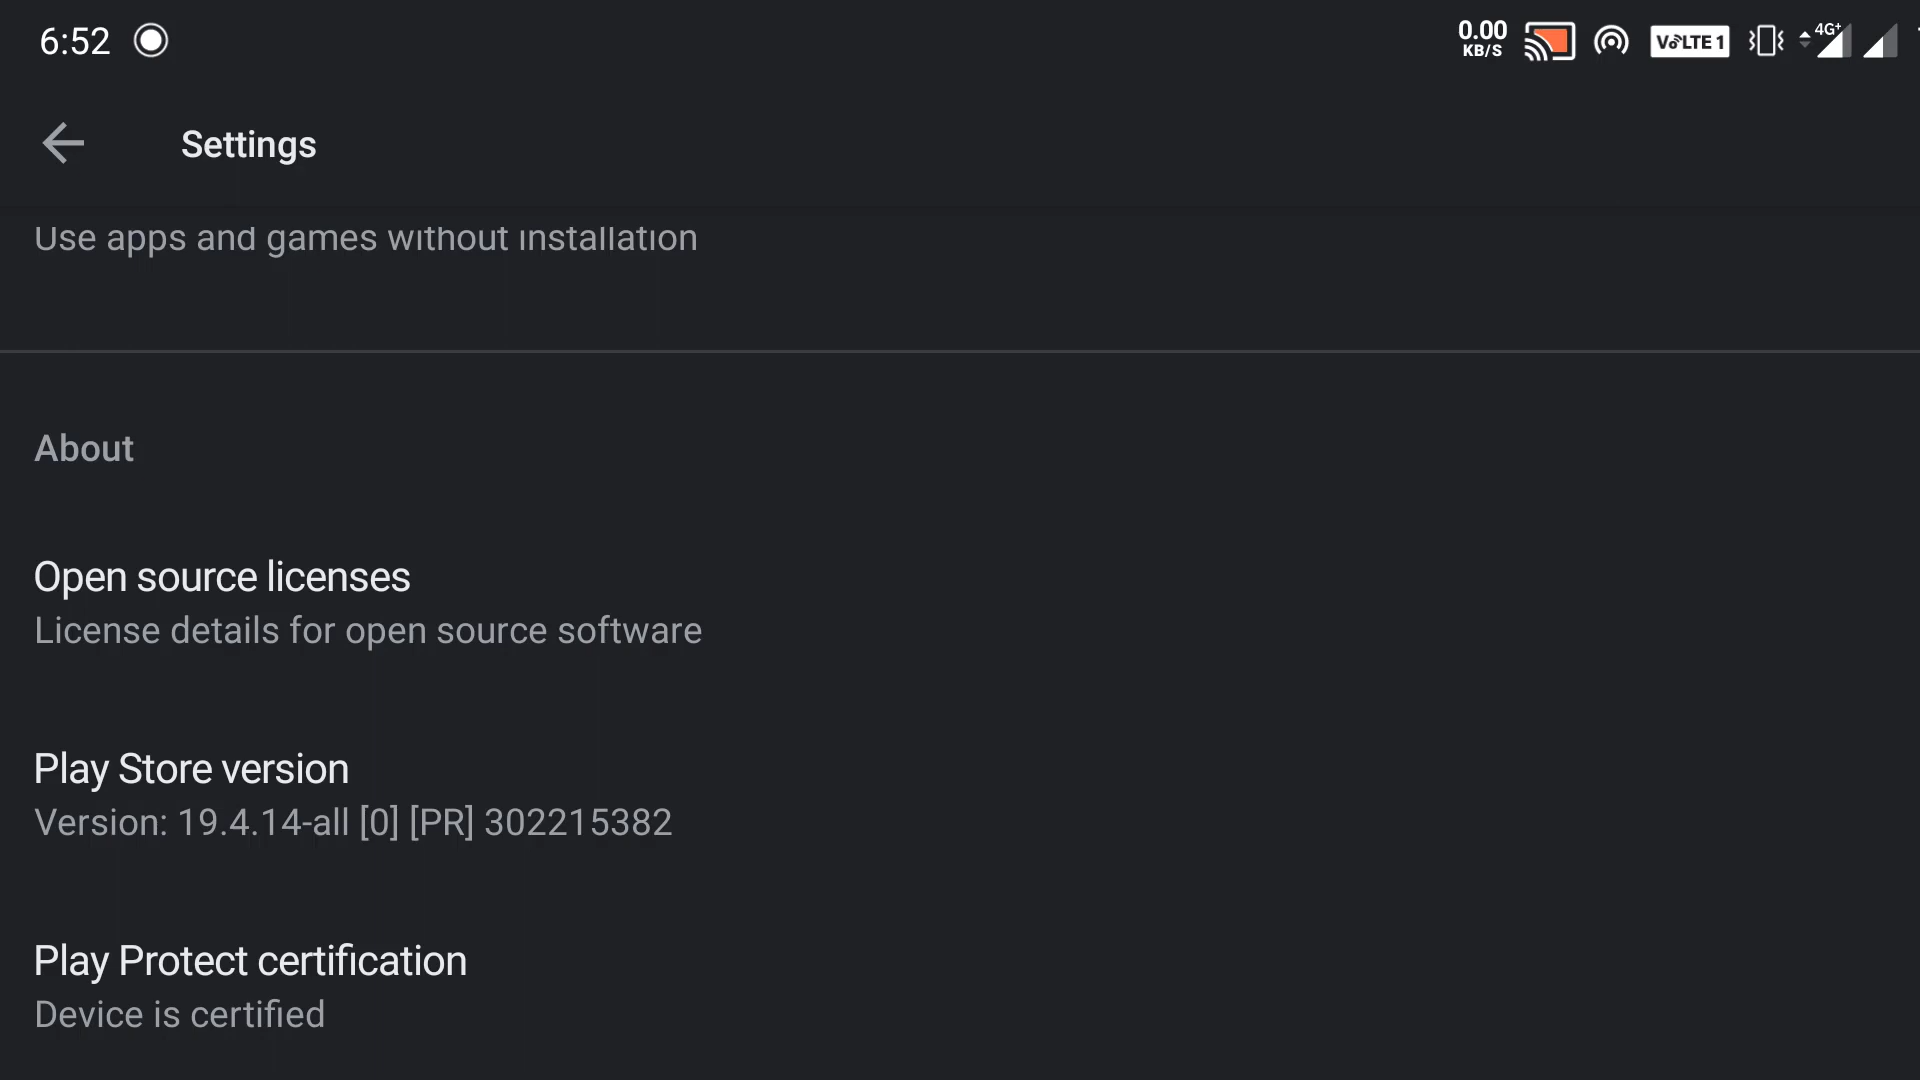 6:52
0.00
KB/S
VoLTE 1
4G+
Settings
Use apps and games without installation
About
Open source licenses
License details for open source software
Play Store version
Version: 19.4.14-all [0] [PR] 302215382
Play Protect certification
Device is certified